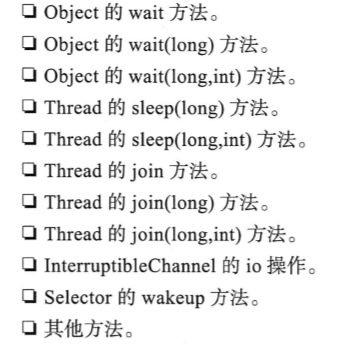 ❏ Object 的 wait 方法。
❏ Object 的 wait(long) 方法。
❏ Object 的 wait(long,int) 方法。
❏ Thread 的 sleep(long) 方法。
❏ Thread 的 sleep(long,int) 方法。
❏ Thread 的 join 方法。
❏ Thread 的 join(long) 方法。
❏ Thread 的 join(long,int) 方法。
❏ InterruptibleChannel 的 io 操作。
❏ Selector 的 wakeup 方法。
❏ 其他方法。